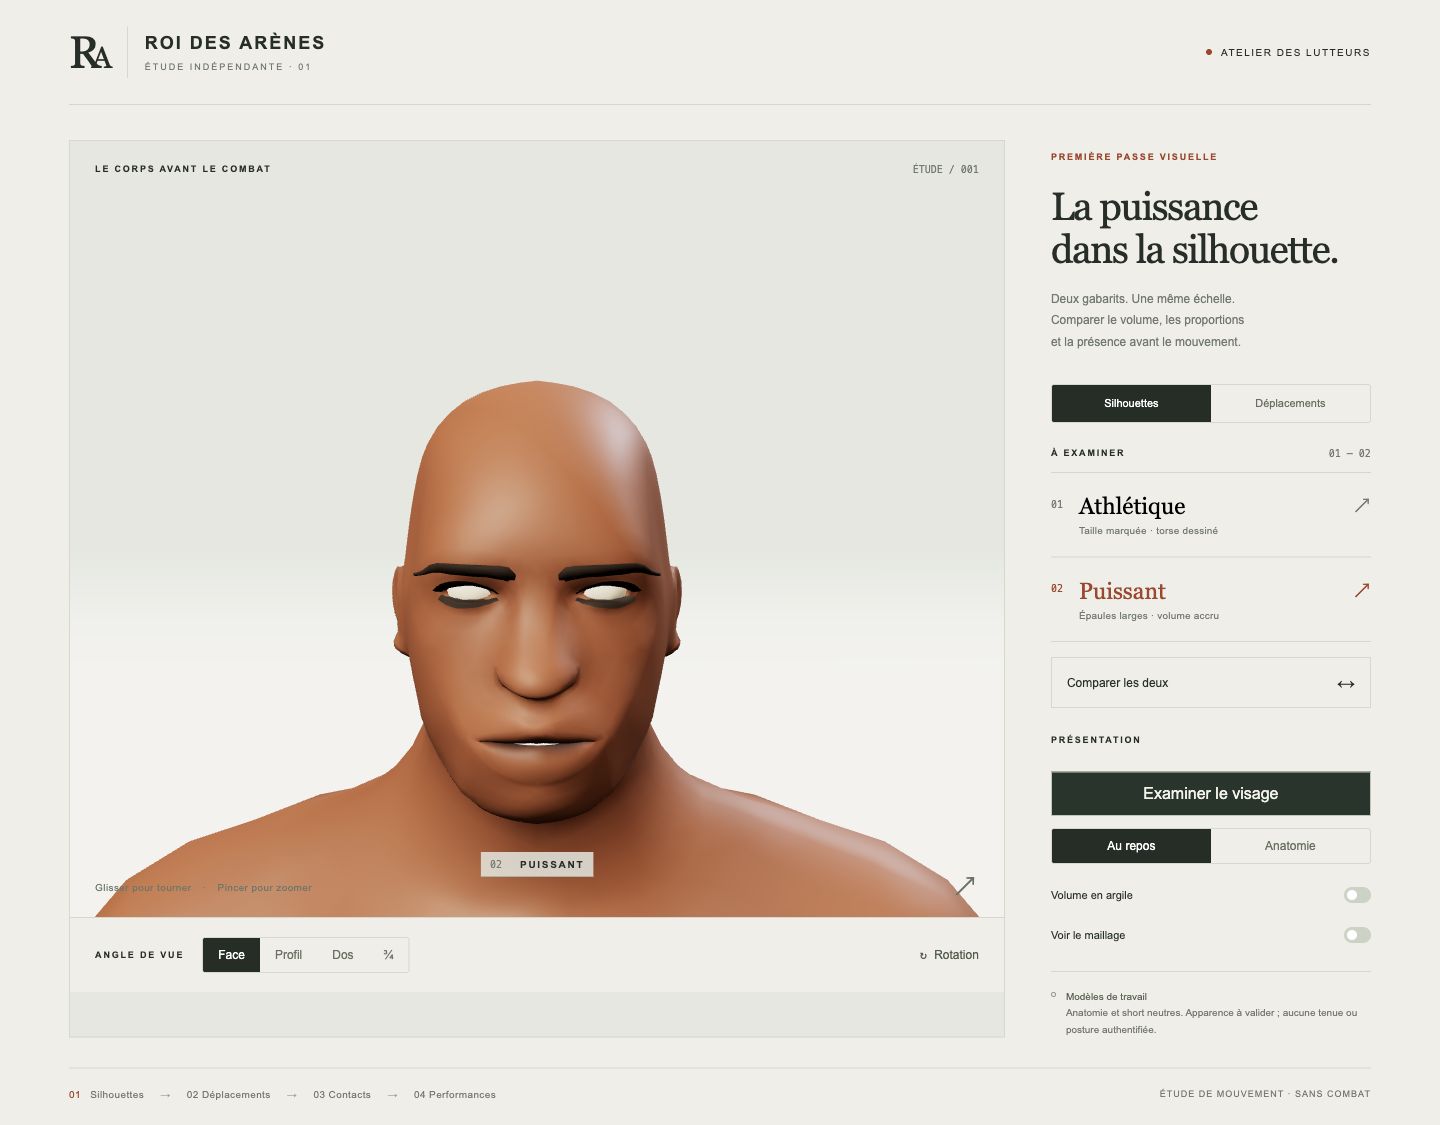 RA
ROI DES ARÈNES
ÉTUDE INDÉPENDANTE · 01
ATELIER DES LUTTEURS
LE CORPS AVANT LE COMBAT
ÉTUDE / 001
02 PUISSANT
Glisser pour tourner · Pincer pour zoomer
ANGLE DE VUE Face Profil Dos ¾ ↻ Rotation
PREMIÈRE PASSE VISUELLE
La puissance
dans la silhouette.
Deux gabarits. Une même échelle.
Comparer le volume, les proportions
et la présence avant le mouvement.
Silhouettes Déplacements
À EXAMINER 01 — 02
01 Athlétique ↗
Taille marquée · torse dessiné
02 Puissant ↗
Épaules larges · volume accru
Comparer les deux ↔
PRÉSENTATION
Examiner le visage
Au repos Anatomie
Volume en argile
Voir le maillage
Modèles de travail
Anatomie et short neutres. Apparence à valider ; aucune tenue ou
posture authentifiée.
01 Silhouettes → 02 Déplacements → 03 Contacts → 04 Performances
ÉTUDE DE MOUVEMENT · SANS COMBAT